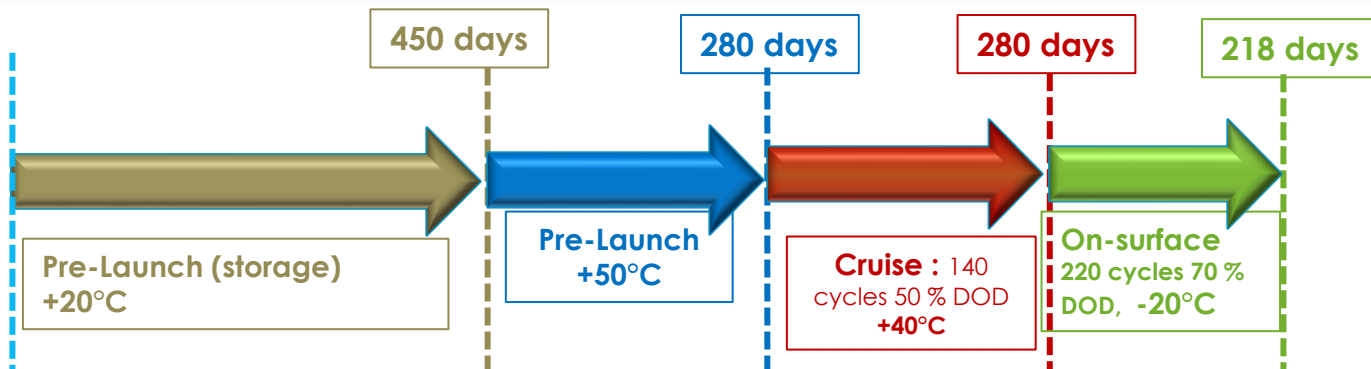 450 days
280 days
280 days
218 days
Pre-Launch (storage)
+20°C
Pre-Launch
+50°C
Cruise : 140
cycles 50 % DOD
+40°C
On-surface
220 cycles 70 %
DOD, -20°C